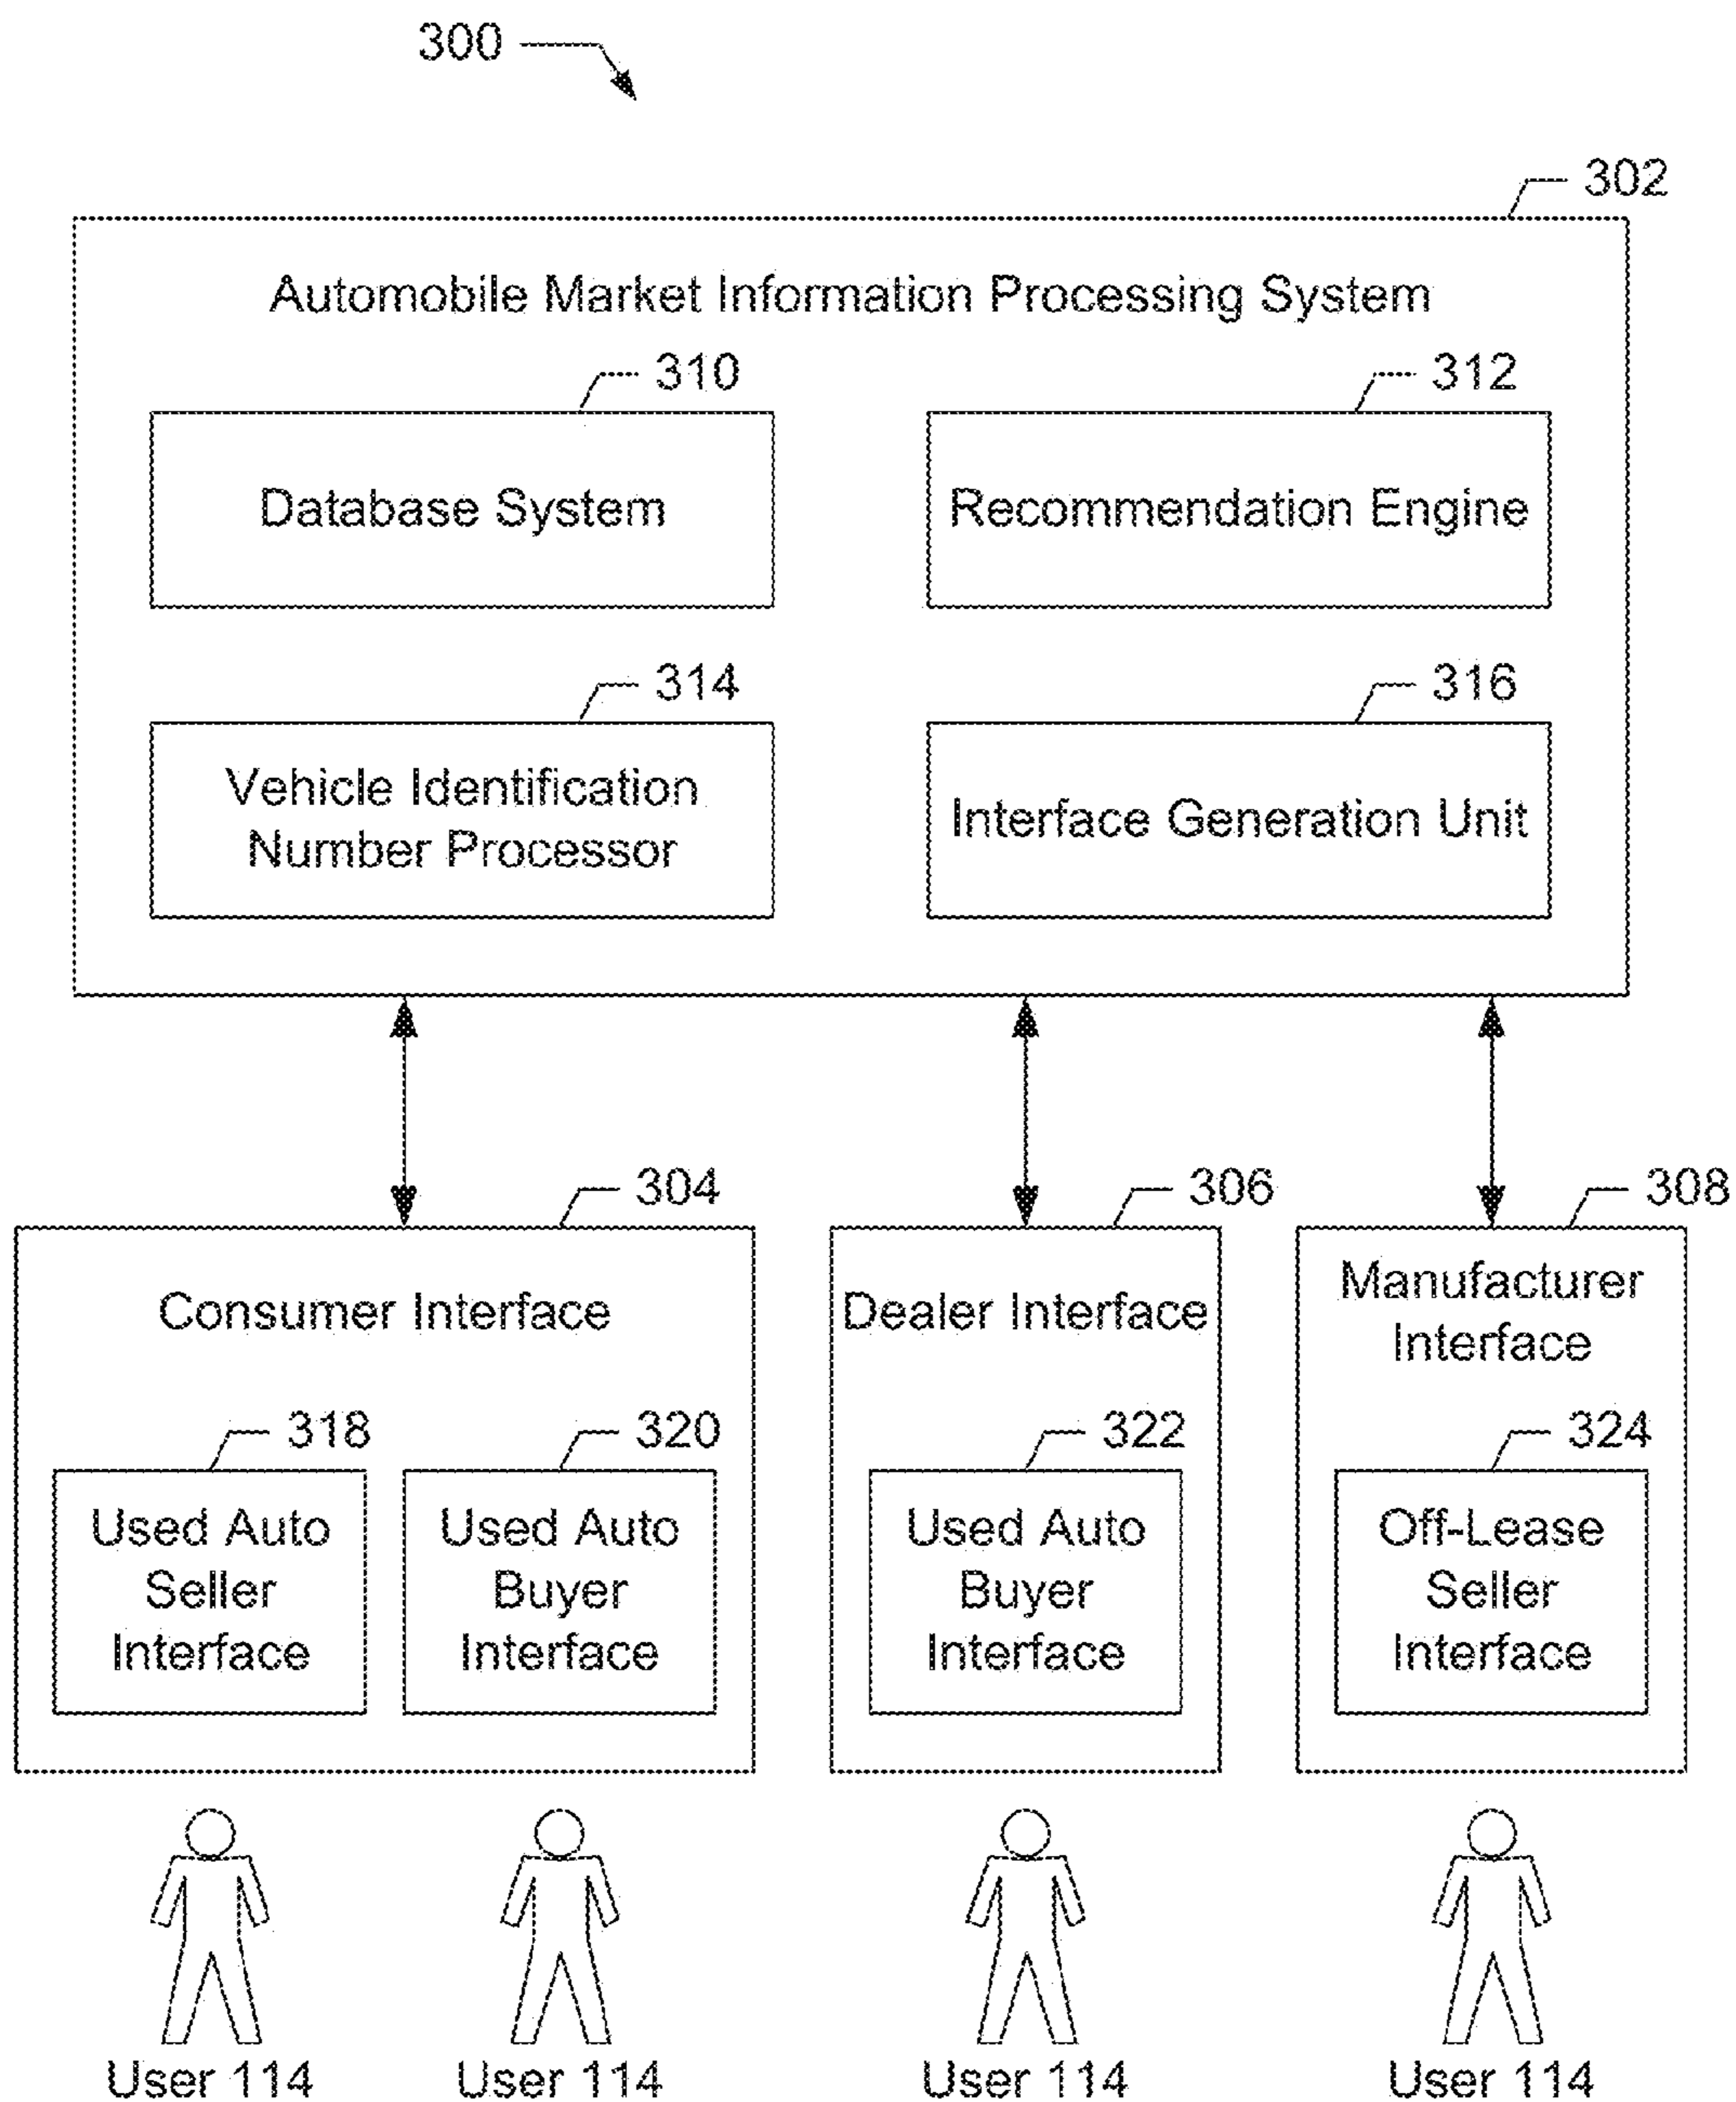 300
302
Automobile Market Information Processing System
310
312
Database System
Recommendation Engine
314
316
Vehicle Identification
Number Processor
Interface Generation Unit
304
306
308
Consumer Interface
Dealer Interface
Manufacturer
Interface
318
320
322
324
Used Auto
Seller
Interface
Used Auto
Buyer
Interface
Used Auto
Buyer
Interface
Off-Lease
Seller
Interface
User 114
User 114
User 114
User 114